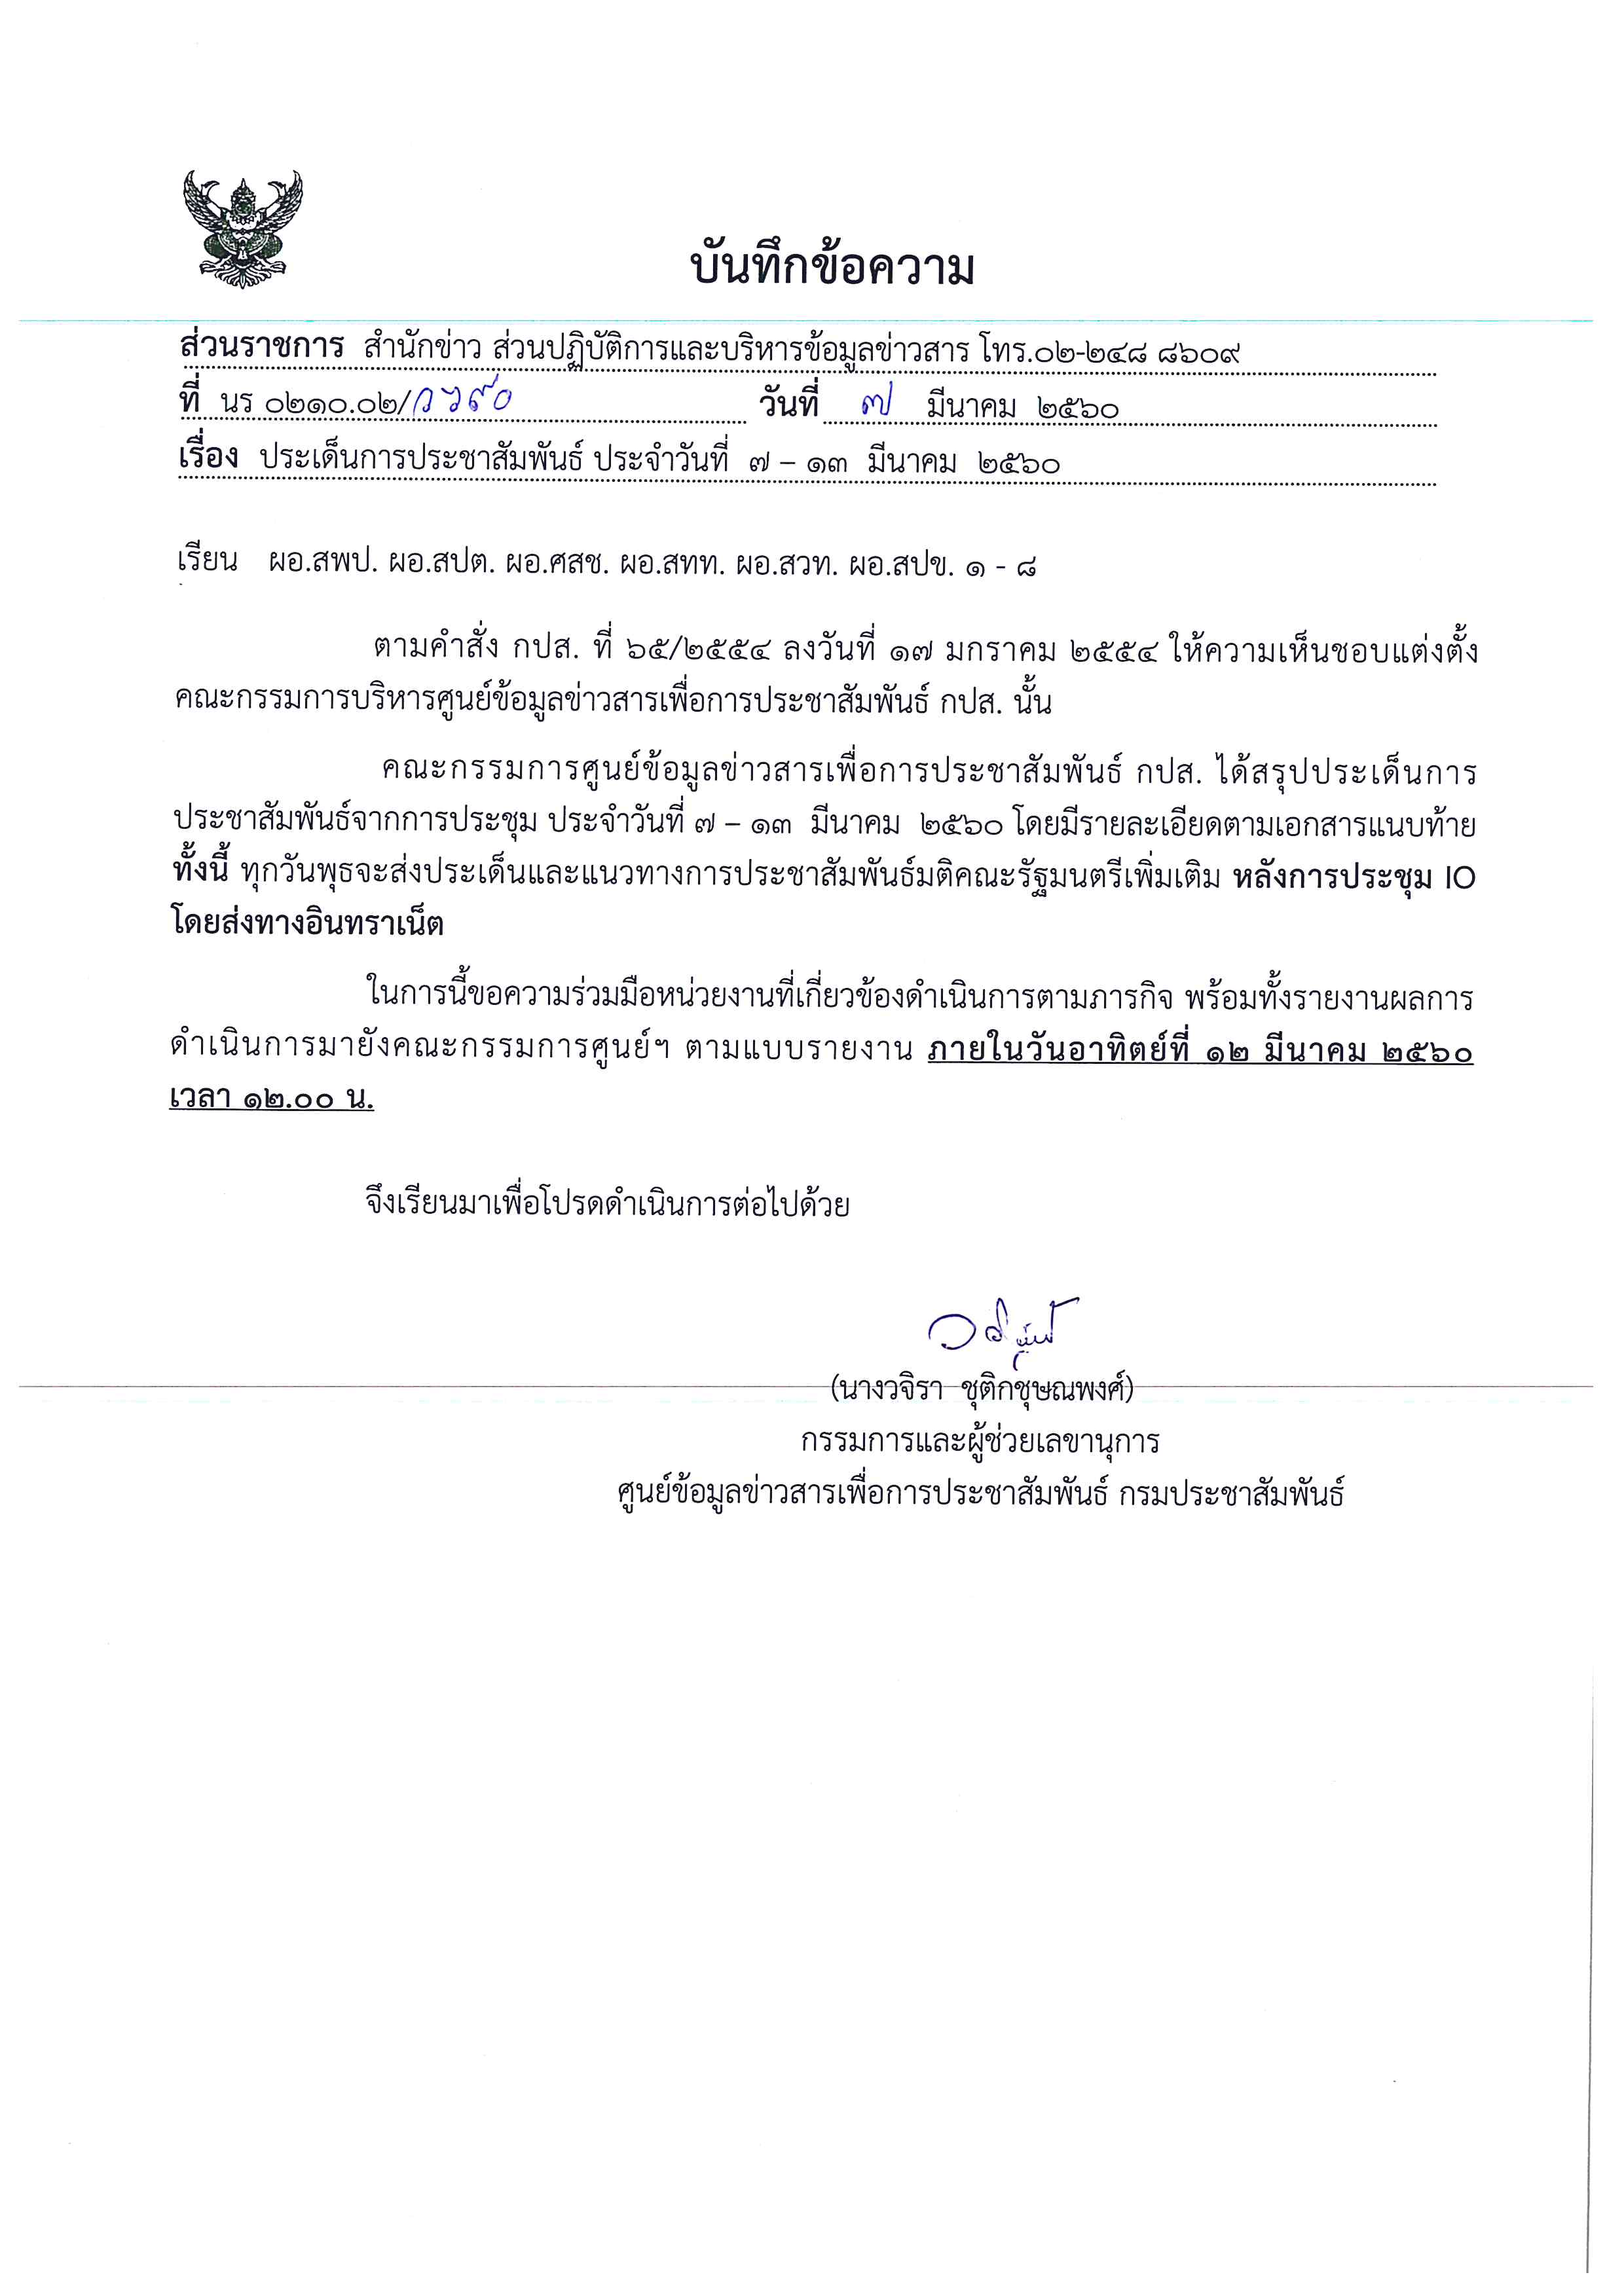 บันทึกข้อความ
ส่วนราชการ สำนักข่าว ส่วนปฏิบัติการและบริหารข้อมูลข่าวสาร โทร.๐๒-๒๔๘ ๘๖๐๙
ที่ นร ๐๒๑๐.๐๒/ วันที่ ๗ มีนาคม ๒๕๖๐
เรื่อง ประเด็นการประชาสัมพันธ์ ประจำวันที่ ๗ – ๑๓ มีนาคม ๒๕๖๐
เรียน ผอ.สพป. ผอ.สปต. ผอ.ศสช. ผอ.สทท. ผอ.สวท. ผอ.สปข. ๑ - ๘
ตามคำสั่ง กปส. ที่ ๖๕/๒๕๕๔ ลงวันที่ ๑๗ มกราคม ๒๕๕๔ ให้ความเห็นชอบแต่งตั้ง
คณะกรรมการบริหารศูนย์ข้อมูลข่าวสารเพื่อการประชาสัมพันธ์ กปส. นั้น
คณะกรรมการศูนย์ข้อมูลข่าวสารเพื่อการประชาสัมพันธ์ กปส. ได้สรุปประเด็นการ
ประชาสัมพันธ์จากการประชุม ประจำวันที่ ๗ – ๑๓ มีนาคม ๒๕๖๐ โดยมีรายละเอียดตามเอกสารแนบท้าย
ทั้งนี้ ทุกวันพุธจะส่งประเด็นและแนวทางการประชาสัมพันธ์มติคณะรัฐมนตรีเพิ่มเติม หลังการประชุม IO
โดยส่งทางอินทราเน็ต
ในการนี้ขอความร่วมมือหน่วยงานที่เกี่ยวข้องดำเนินการตามภารกิจ พร้อมทั้งรายงานผลการ
ดำเนินการมายังคณะกรรมการศูนย์ฯ ตามแบบรายงาน ภายในวันอาทิตย์ที่ ๑๒ มีนาคม ๒๕๖๐
เวลา ๑๒.๐๐ น.
จึงเรียนมาเพื่อโปรดดำเนินการต่อไปด้วย
(นางวจิรา ชุติกชุษณพงศ์)
กรรมการและผู้ช่วยเลขานุการ
ศูนย์ข้อมูลข่าวสารเพื่อการประชาสัมพันธ์ กรมประชาสัมพันธ์